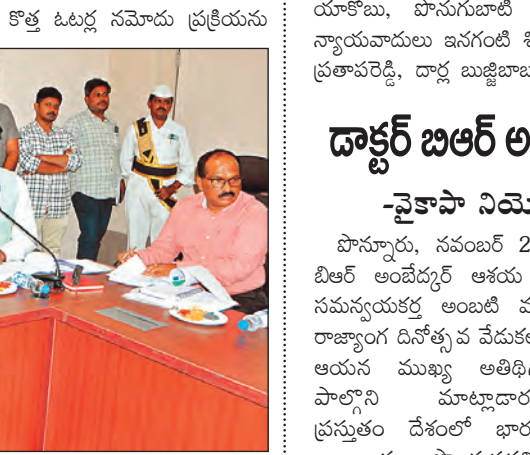 కొత్త ఓటర్ల నమోదు ప్రక్రియను
యాకోబు, పొనుగుబాటి
న్యాయవాదులు ఇనగంటి
ప్రతాపరెడ్డి, దార్ల బుజ్జిబాబు
డాక్టర్ బిఆర్ అ
-వైకాపా నియో
పొన్నూరు, నవంబర్ 2
బిఆర్ అంబేద్కర్ ఆశయ
సమన్వయకర్త అంబటి
రాజ్యాంగ దినోత్సవ వేడుకల
ఆయన ముఖ్య అతిథిగ
పాల్గొని మాట్లాడార
ప్రస్తుతం దేశంలో భార